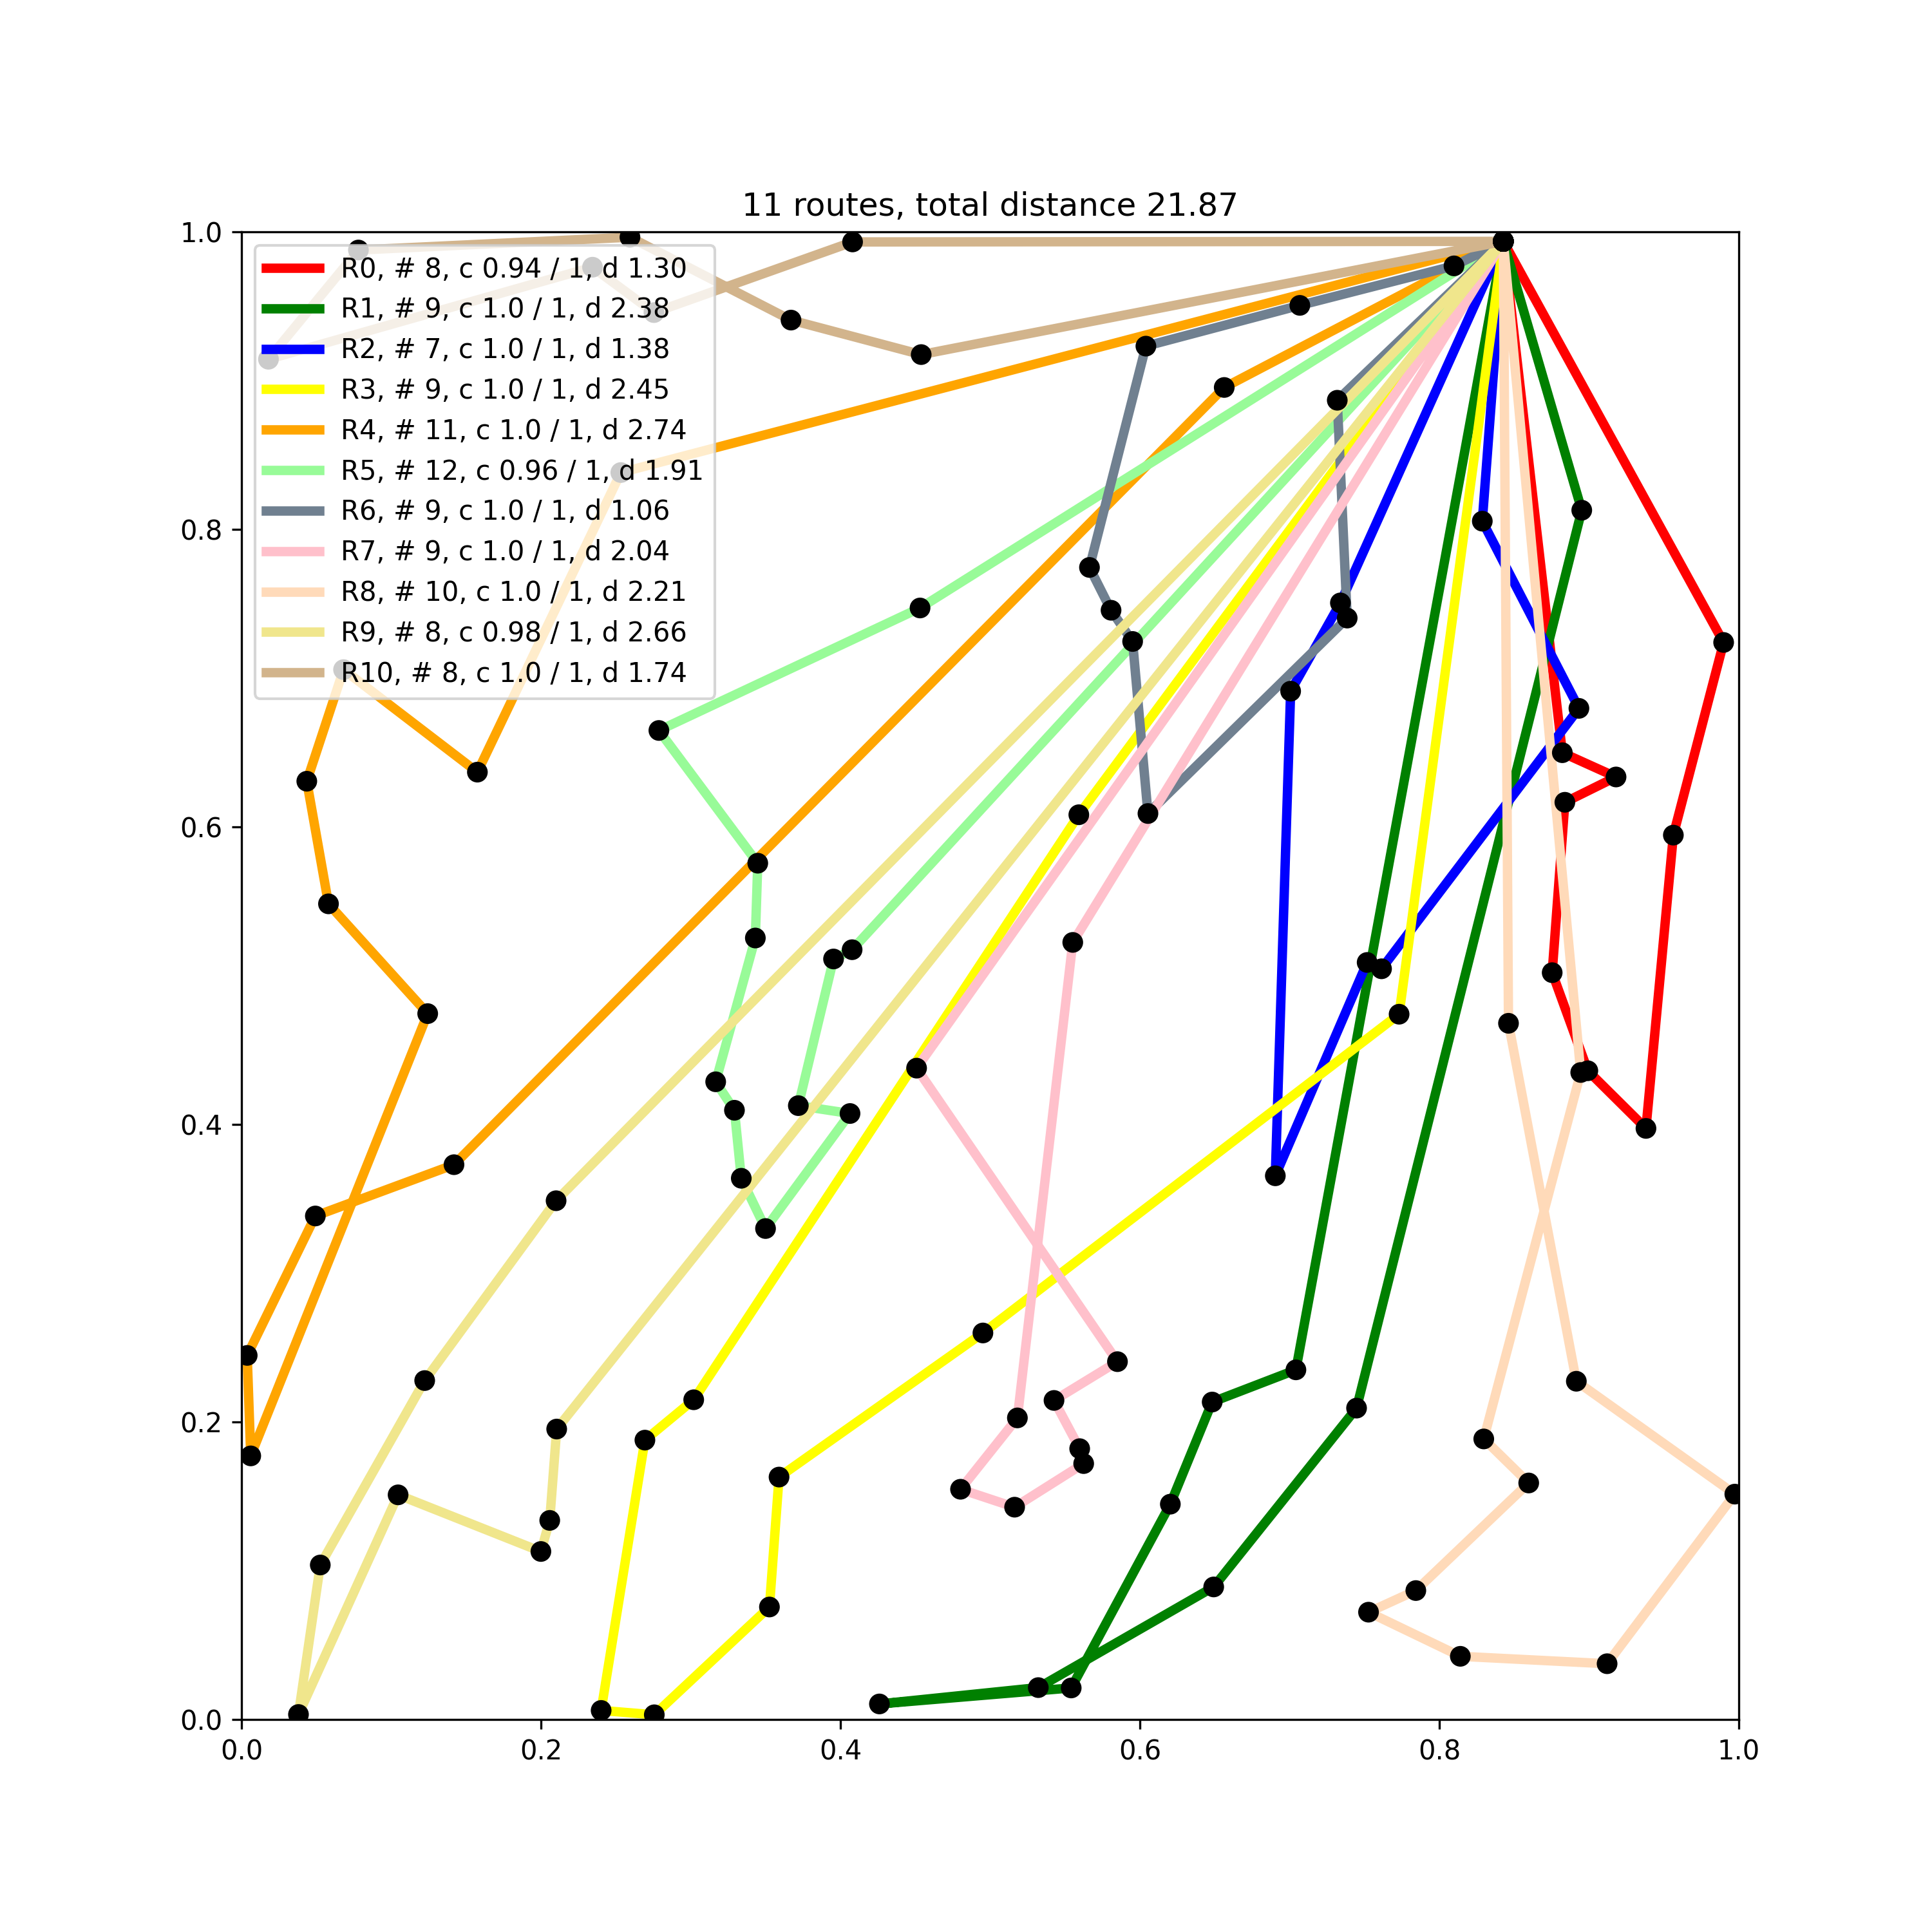 11 routes, total distance 21.87
1.0
0.8
0.6
0.4
0.2
0.0
R0, # 8, c 0.94 / 1, d 1.30
R1, # 9, c 1.0 / 1, d 2.38
R2, # 7, c 1.0 / 1, d 1.38
R3, # 9, c 1.0 / 1, d 2.45
R4, # 11, c 1.0 / 1, d 2.74
R5, # 12, c 0.96 / 1, d 1.91
R6, # 9, c 1.0 / 1, d 1.06
R7, # 9, c 1.0 / 1, d 2.04
R8, # 10, c 1.0 / 1, d 2.21
R9, # 8, c 0.98 / 1, d 2.66
R10, # 8, c 1.0 / 1, d 1.74
0.0 0.2 0.4 0.6 0.8 1.0